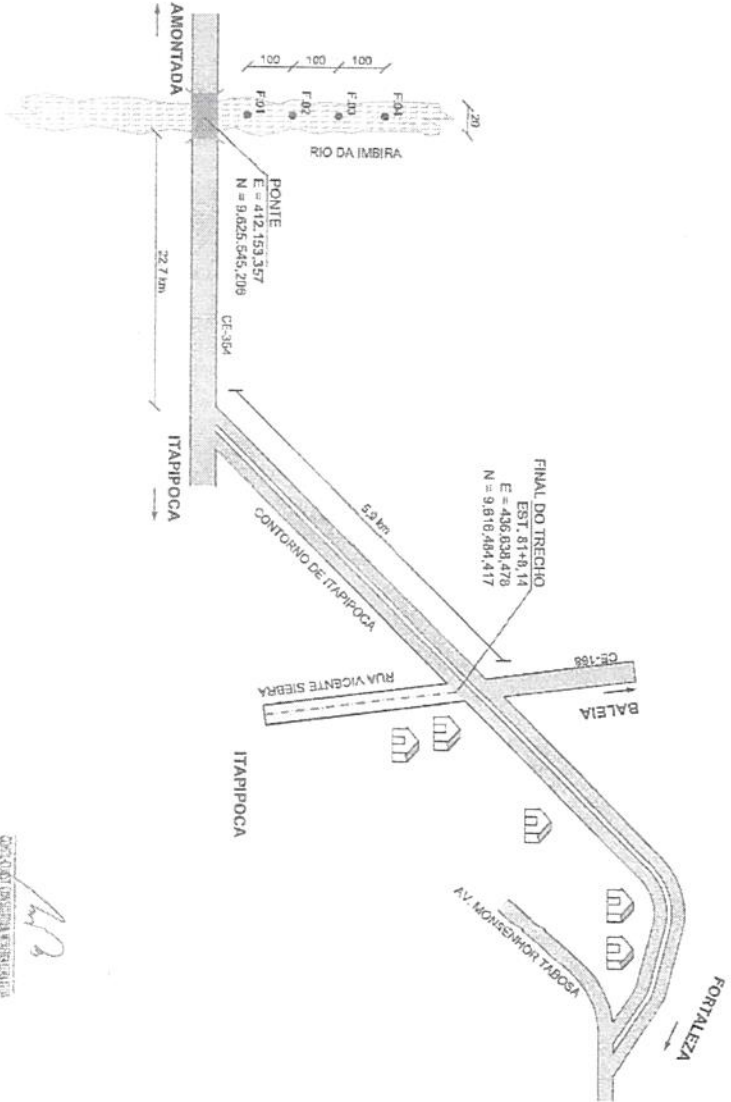 AMONTADA
100
100
100
F.01
F.02
F.03
F.04
20
RIO DA IMBIRA
PONTE
E = 412.153,357
N = 9.625.545,208
22,7 km
CE-354
ITAPIPOCA
5,9 km
CONTORNO DE ITAPIPOCA
FINAL DO TRECHO
EST. 81+8,14
E = 436.638,478
N = 9.616.484,417
RUA VICENTE SIEBRA
CE-168
BALEIA
ITAPIPOCA
AV. MONSENHOR TABOSA
FORTALEZA